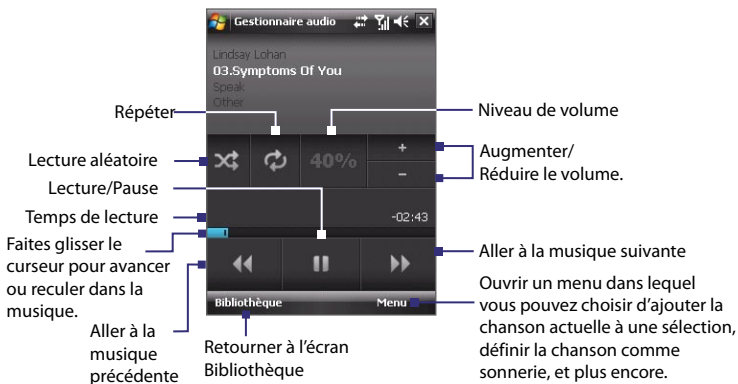 Gestionnaire audio
Lindsay Lohan
03.Symptoms Of You
Speak
Other
Répéter
Niveau de volume
40%
+
−
Lecture aléatoire
Augmenter/
Réduire le volume.
Lecture/Pause
Temps de lecture
-02:43
Faites glisser le
curseur pour avancer
ou reculer dans la
musique.
Aller à la musique suivante
Bibliothèque
Menu
Ouvrir un menu dans lequel
vous pouvez choisir d’ajouter la
chanson actuelle à une sélection,
définir la chanson comme
sonnerie, et plus encore.
Aller à la
musique
précédente
Retourner à l’écran
Bibliothèque